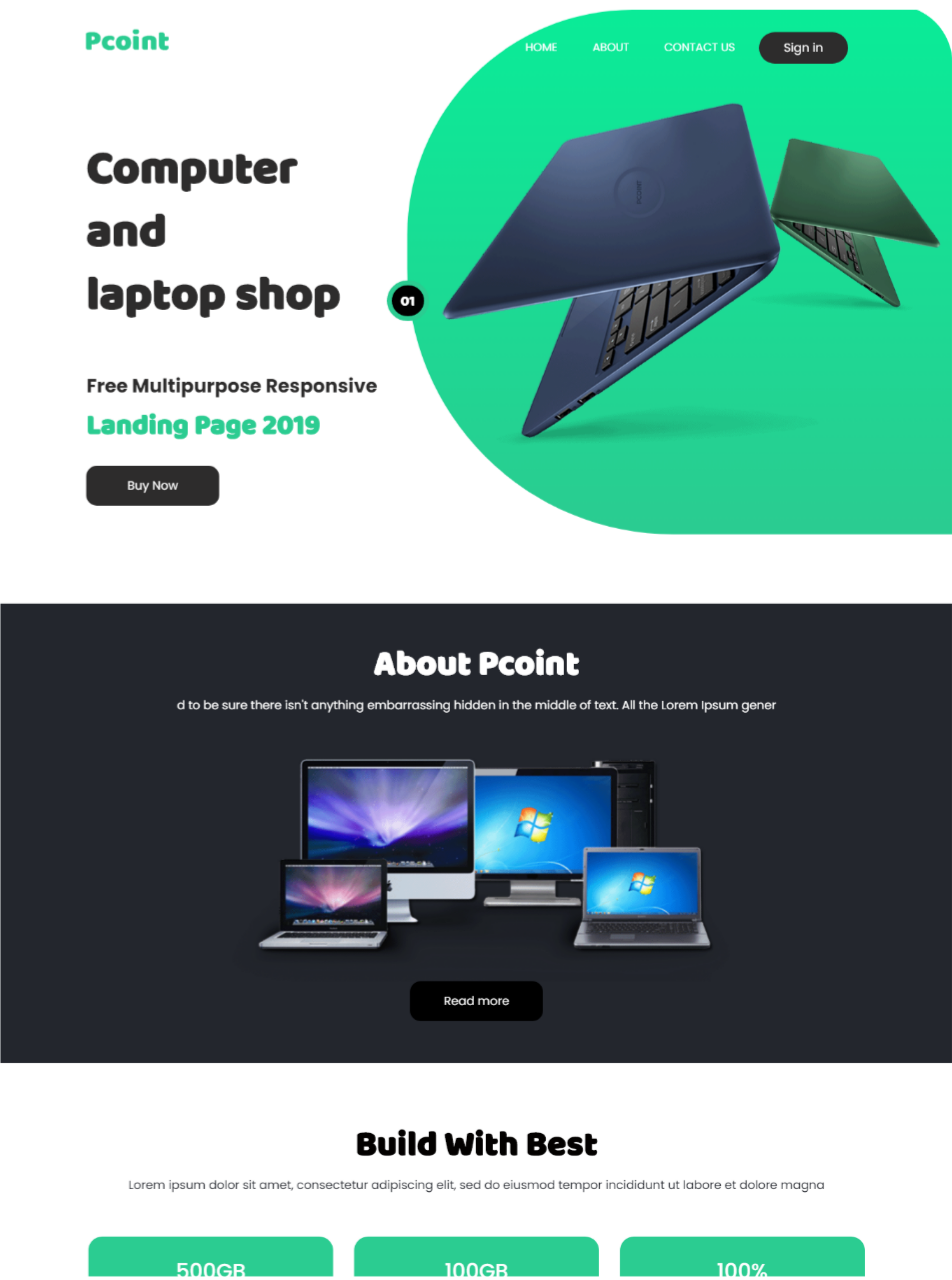 Pcoint
HOME ABOUT CONTACT US Sign in
Computer
and
laptop shop
01
PCOINT
Free Multipurpose Responsive
Landing Page 2019
Buy Now
About Pcoint
d to be sure there isn't anything embarrassing hidden in the middle of text. All the Lorem Ipsum gener
Read more
Build With Best
Lorem ipsum dolor sit amet, consectetur adipiscing elit, sed do eiusmod tempor incididunt ut labore et dolore magna
500GB 100GB 100%